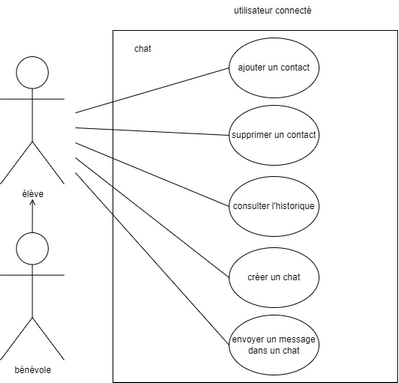 utilisateur connecté
chat
ajouter un contact
supprimer un contact
consulter l'historique
créer un chat
envoyer un message
dans un chat
élève
bénévole